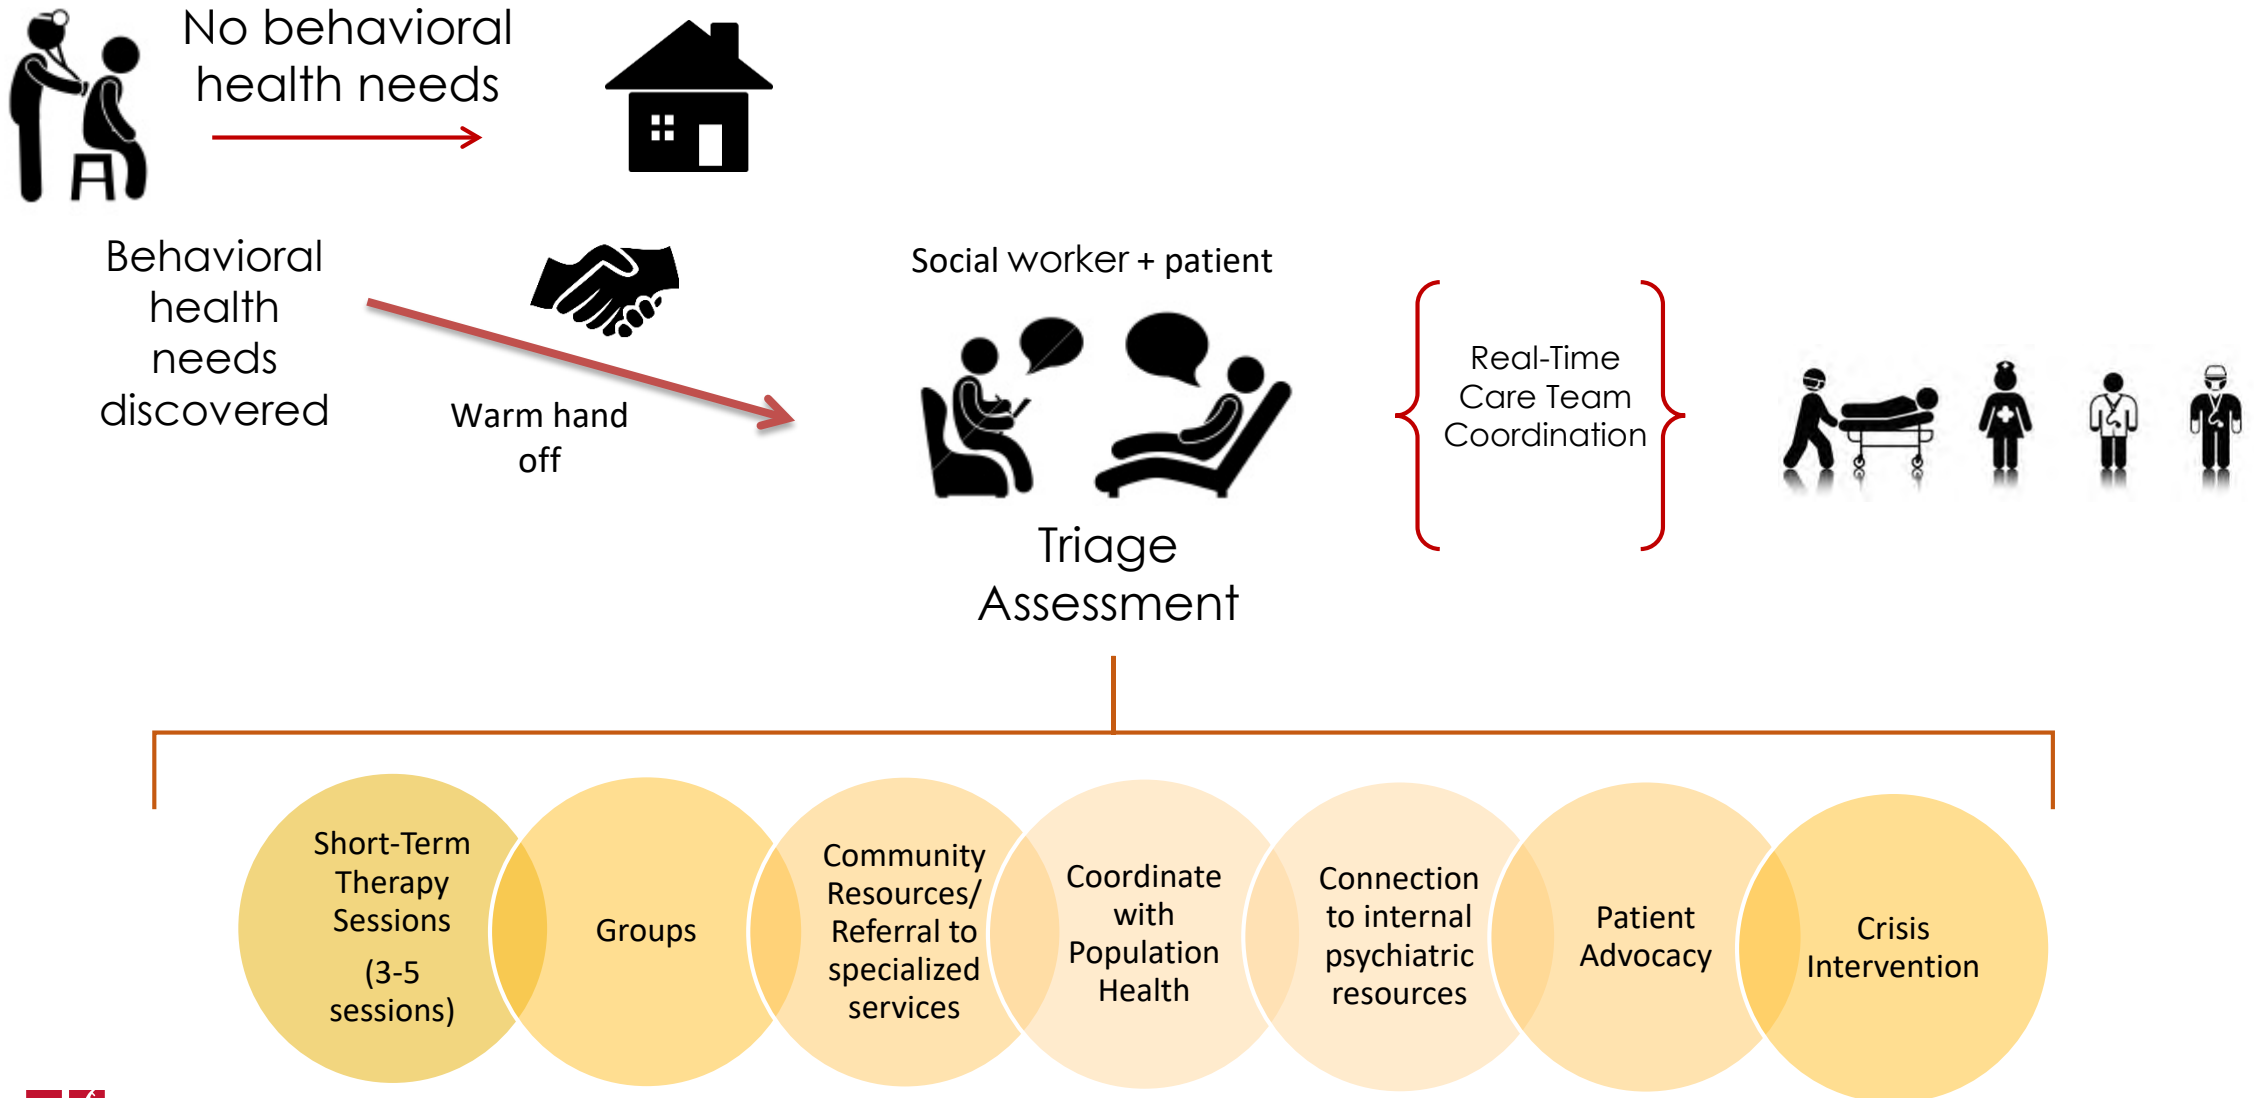 No behavioral
health needs
Behavioral
health
needs
discovered
Warm hand
off
Social worker + patient
Triage
Assessment
Real-Time
Care Team
Coordination
Short-Term
Therapy
Sessions
(3-5
sessions)
Groups
Community
Resources/
Referral to
specialized
services
Coordinate
with
Population
Health
Connection
to internal
psychiatric
resources
Patient
Advocacy
Crisis
Intervention